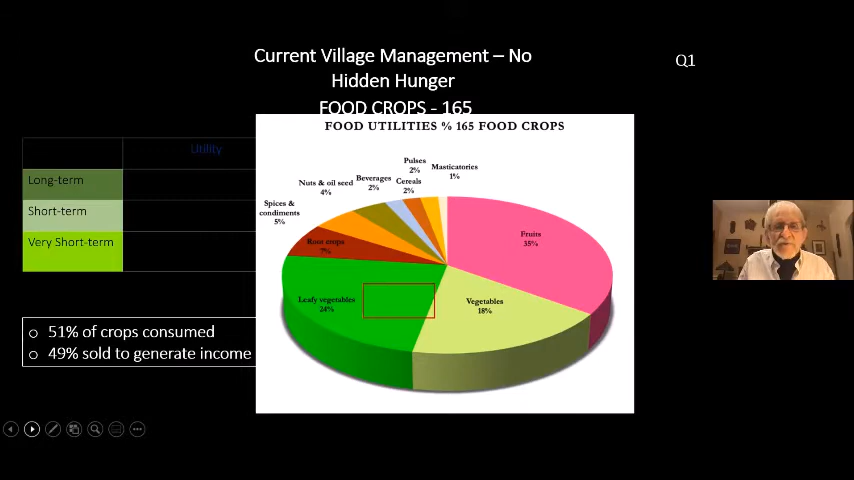 Current Village Management – No
Hidden Hunger
FOOD CROPS - 165
Q1
FOOD UTILITIES % 165 FOOD CROPS
Utility
Long-term
Short-term
Very Short-term
Pulses
2%
Masticatories
1%
Beverages
2%
Cereals
2%
Nuts & oil seed
4%
Spices &
condiments
5%
Root crops
7%
Fruits
35%
Leafy vegetables
24%
Vegetables
18%
o 51% of crops consumed
o 49% sold to generate income